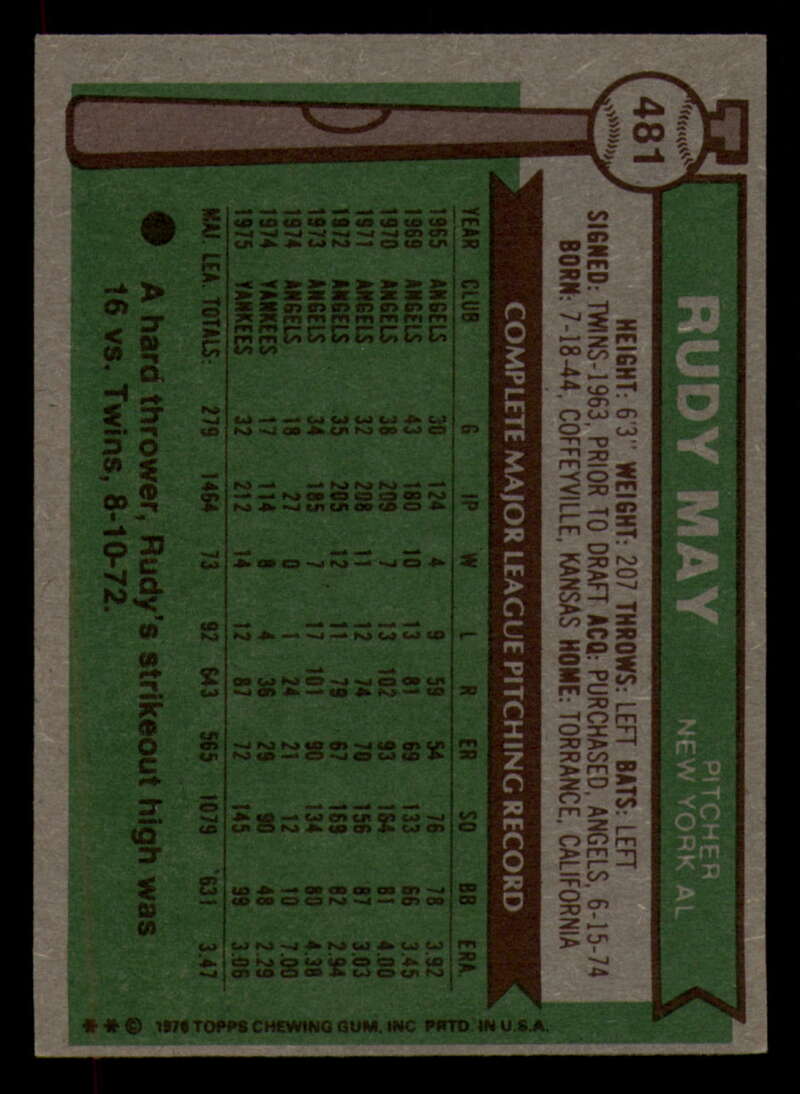 481
RUDY MAY
PITCHER
NEW YORK AL
HEIGHT: 6'3" WEIGHT: 207 THROWS: LEFT BATS: LEFT
SIGNED: TWINS-1963, PRIOR TO DRAFT ACQ: PURCHASED, ANGELS, 6-15-74
BORN: 7-18-44, COFFEYVILLE, KANSAS HOME: TORRANCE, CALIFORNIA
COMPLETE MAJOR LEAGUE PITCHING RECORD
YEAR CLUB G IP W L R ER SO BB ERA.
1965 ANGELS 30 124 4 9 59 54 76 78 3.92
1969 ANGELS 43 180 10 13 81 69 133 66 3.45
1970 ANGELS 38 209 7 13 102 93 164 81 4.00
1971 ANGELS 32 208 11 12 74 70 156 87 3.03
1972 ANGELS 35 205 12 11 79 67 169 82 2.94
1973 ANGELS 34 185 7 17 101 90 134 80 4.38
1974 ANGELS 18 27 0 1 24 21 12 10 7.00
1974 YANKEES 17 114 8 4 36 29 90 48 2.29
1975 YANKEES 32 212 14 12 87 72 145 99 3.06
MAJ. LEA. TOTALS: 279 1464 73 92 643 565 1079 631 3.47
A hard thrower, Rudy's strikeout high was
16 vs. Twins, 8-10-72.
** © 1976 TOPPS CHEWING GUM, INC PRTD. IN U.S.A.